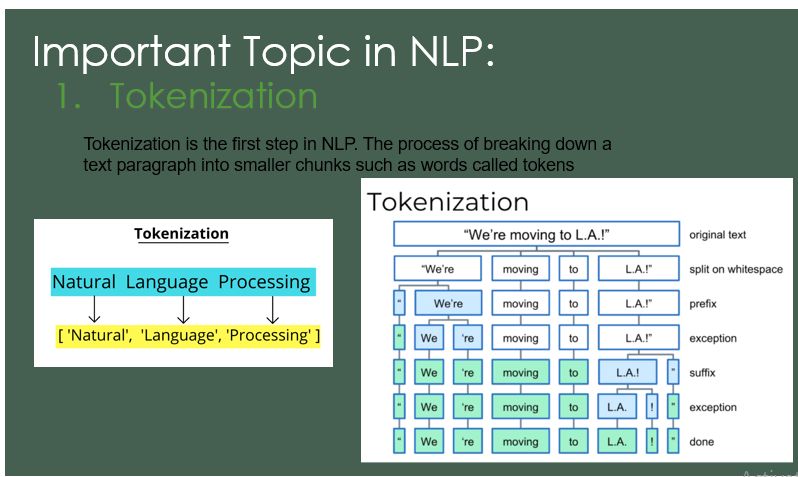 Important Topic in NLP:
1. Tokenization
Tokenization is the first step in NLP. The process of breaking down a
text paragraph into smaller chunks such as words called tokens
Tokenization
Natural Language Processing
[ 'Natural', 'Language', 'Processing' ]
Tokenization
“We’re moving to L.A.!” original text
“We’re moving to L.A.!” split on whitespace
“ We’re moving to L.A.!” prefix
“ We ’re moving to L.A.!” exception
“ We ’re moving to L.A.! ” suffix
“ We ’re moving to L.A. ! ” exception
“ We ’re moving to L.A. ! ” done